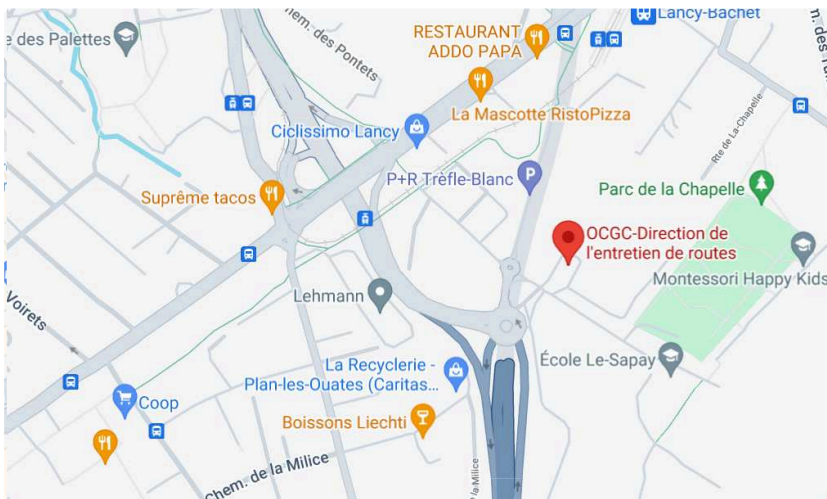 Lancy-Bachet
RESTAURANT
ADDO PAPA
e des Palettes
Chem. des Pontets
m. des
La Mascotte RistoPizza
Ciclissimo Lancy
Rte de La-Chapelle
P+R Trèfle-Blanc
P
Parc de la Chapelle
Suprême tacos
OCGC-Direction de
l'entretien de routes
Montessori Happy Kids
Lehmann
Voirets
École Le-Sapay
La Recyclerie -
Plan-les-Ouates (Caritas...
Coop
Boissons Liechti
Chem. de la Milice
la Milice